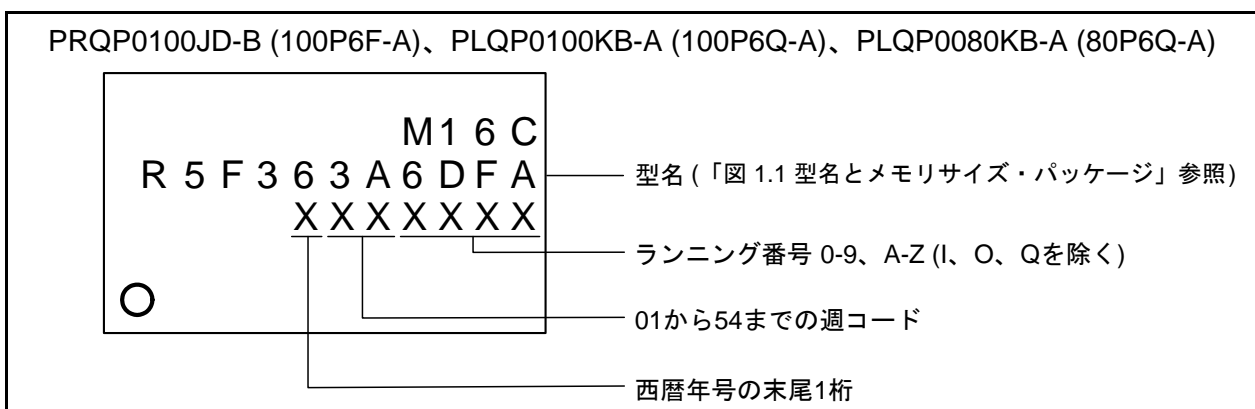 PRQP0100JD-B (100P6F-A)、PLQP0100KB-A (100P6Q-A)、PLQP0080KB-A (80P6Q-A)
M16C
R5F363A6DFA
型名 (「図 1.1 型名とメモリサイズ・パッケージ」参照)
XXXXXXX
ランニング番号 0-9、A-Z (I、O、Qを除く)
01から54までの週コード
西暦年号の末尾1桁